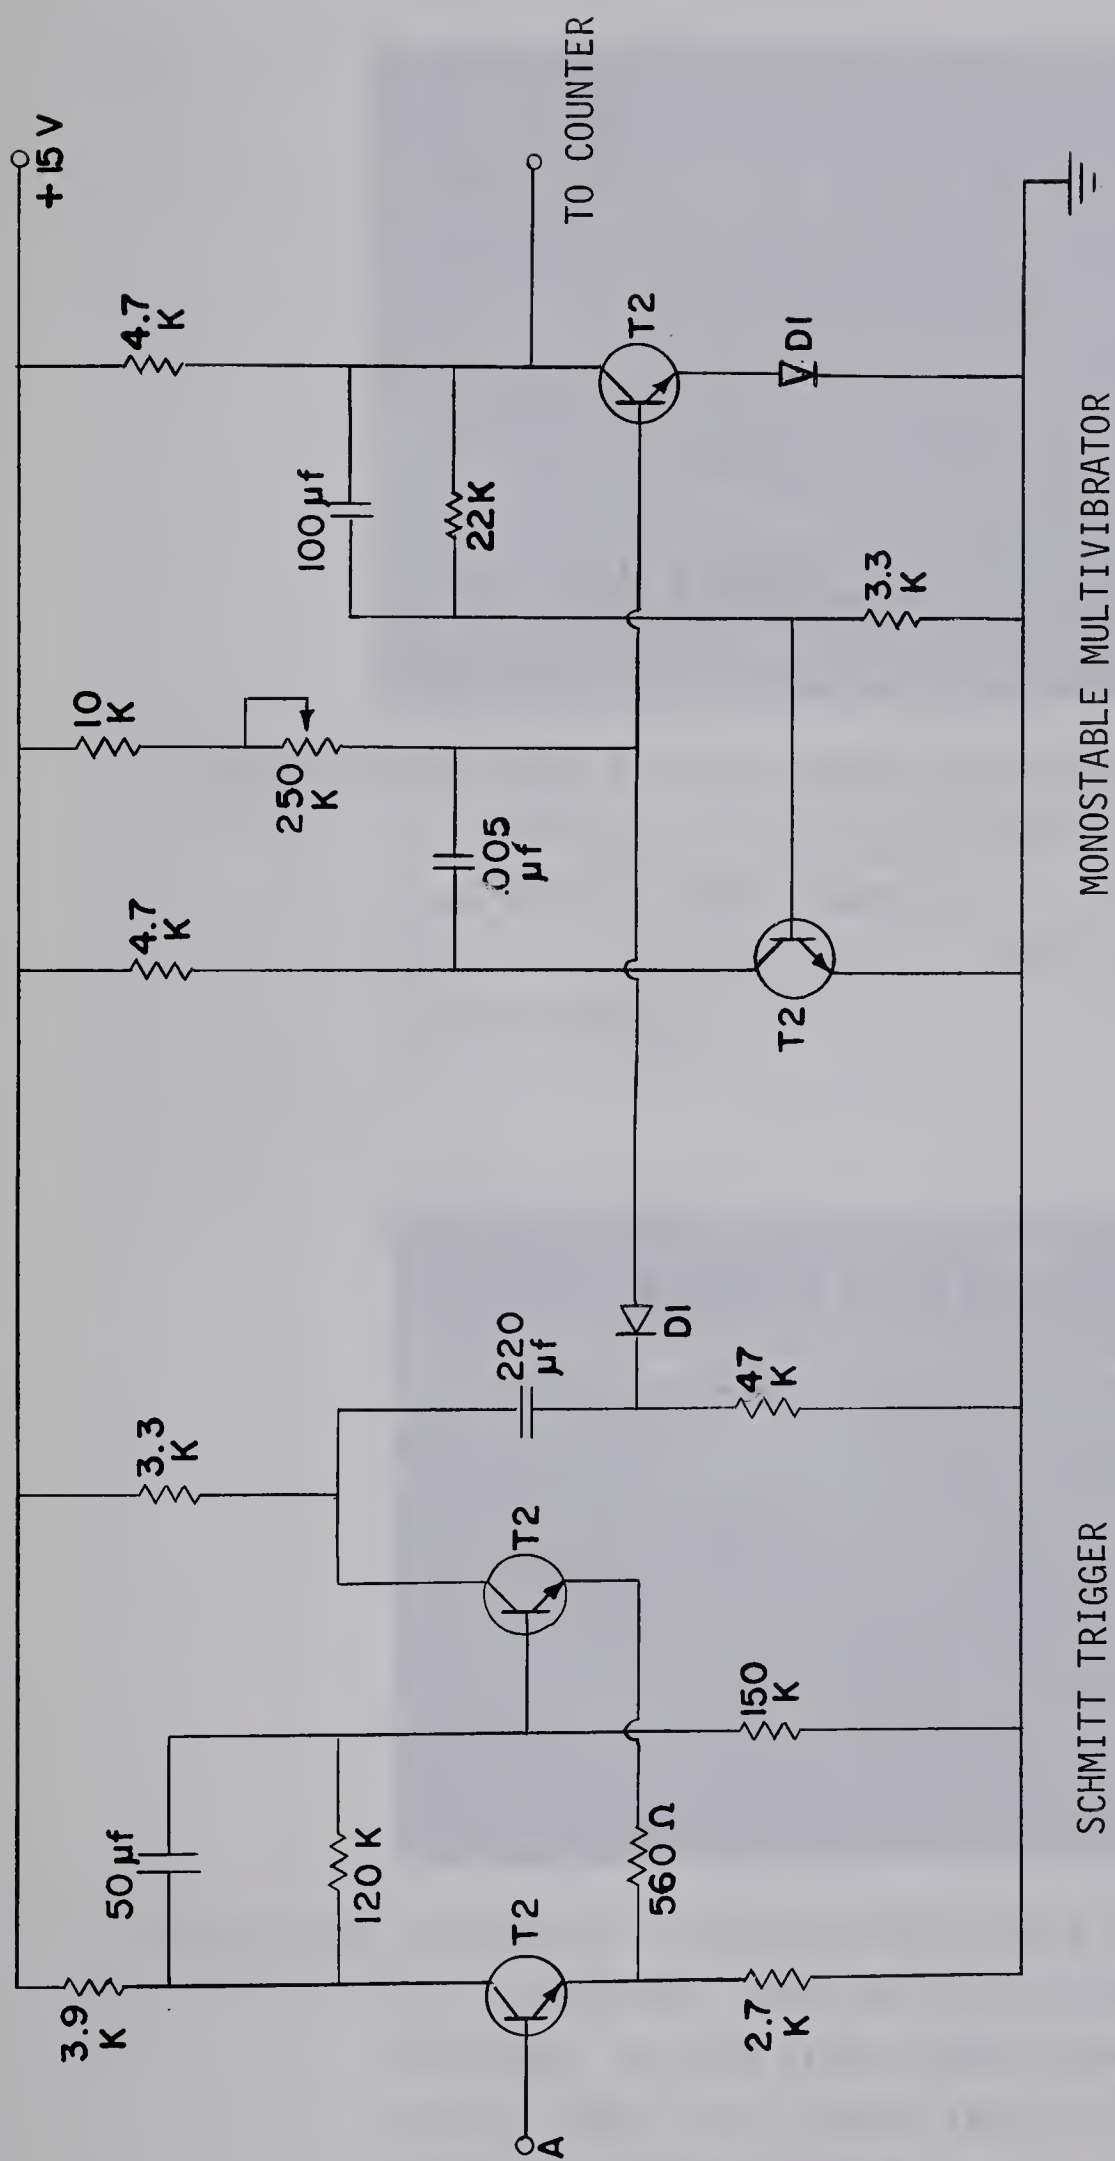 +15 V
3.9
K
50 µf
120 K
T2
A
560 Ω
2.7
K
150
K
T2
3.3
K
220
µf
47
K
D1
4.7
K
T2
10
K
250
K
.005
µf
100 µf
22K
3.3
K
4.7
K
T2
D1
TO COUNTER
SCHMITT TRIGGER
MONOSTABLE MULTIVIBRATOR